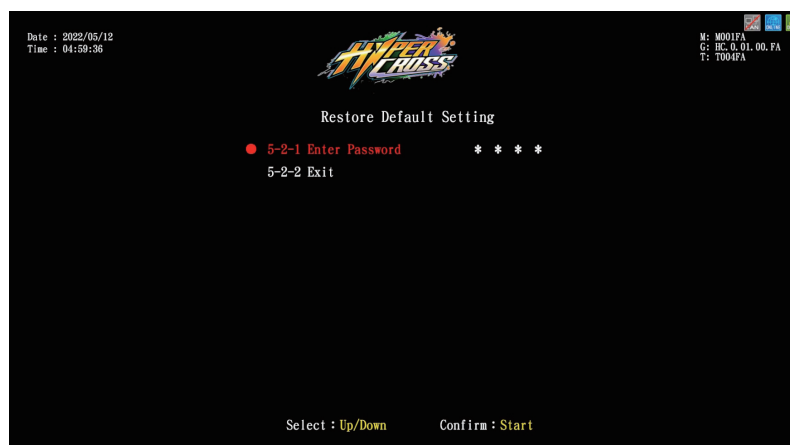 Date : 2022/05/12
Time : 04:59:36
HYPER
CROSS
M: M001FA
G: HC.0.01.00.FA
T: T004FA
Restore Default Setting
5-2-1 Enter Password * * * *
5-2-2 Exit
Select：Up/Down Confirm：Start